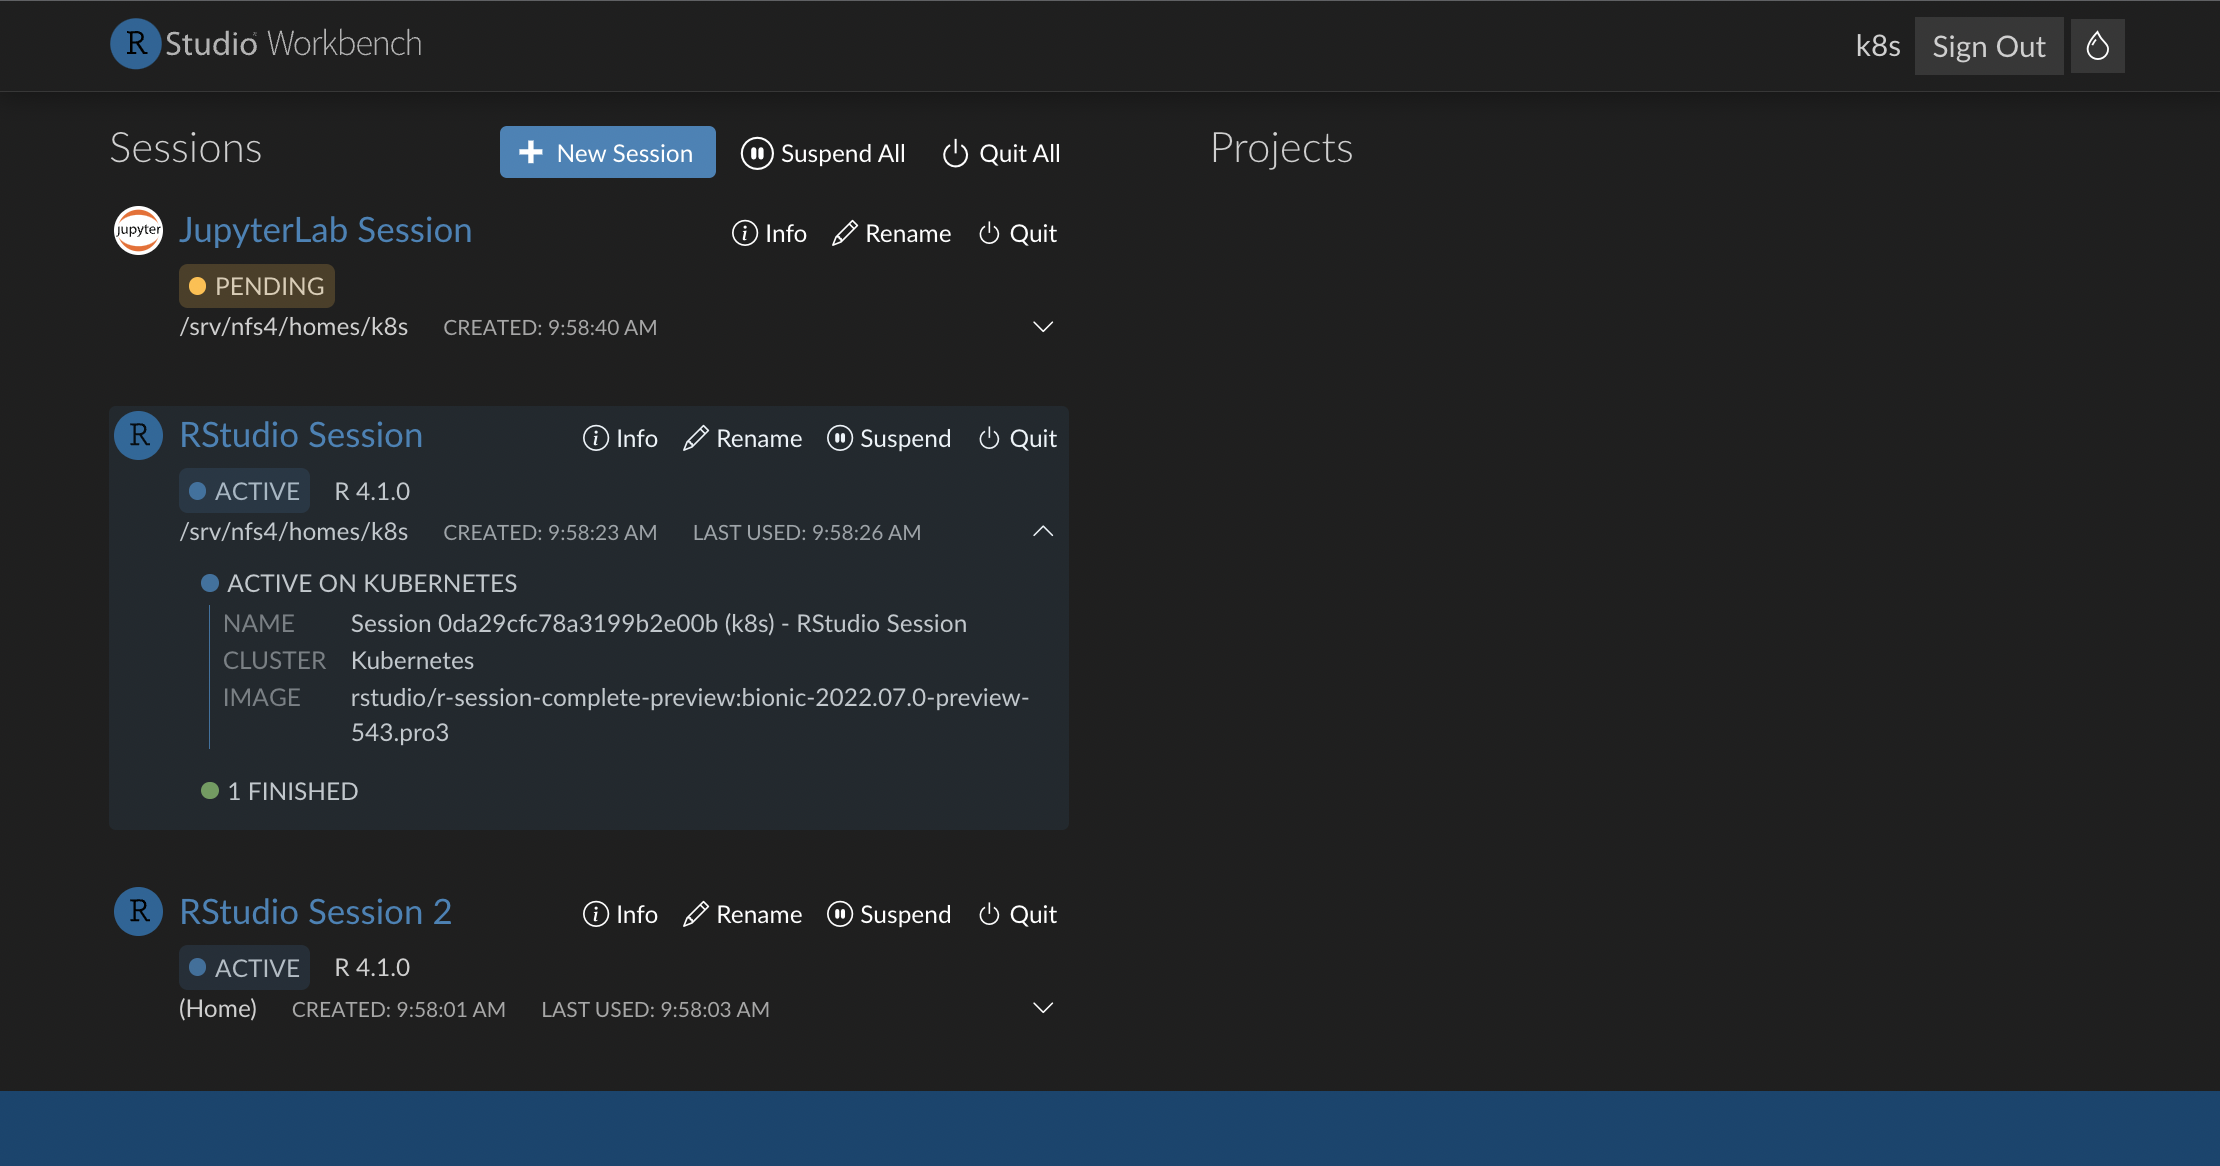 R Studio Workbench
k8s Sign Out
Sessions
New Session Suspend All Quit All
Projects
jupyter JupyterLab Session Info Rename Quit
PENDING
/srv/nfs4/homes/k8s CREATED: 9:58:40 AM
R RStudio Session Info Rename Suspend Quit
ACTIVE R 4.1.0
/srv/nfs4/homes/k8s CREATED: 9:58:23 AM LAST USED: 9:58:26 AM
ACTIVE ON KUBERNETES
NAME Session 0da29cfc78a3199b2e00b (k8s) - RStudio Session
CLUSTER Kubernetes
IMAGE rstudio/r-session-complete-preview:bionic-2022.07.0-preview-
543.pro3
1 FINISHED
R RStudio Session 2 Info Rename Suspend Quit
ACTIVE R 4.1.0
(Home) CREATED: 9:58:01 AM LAST USED: 9:58:03 AM